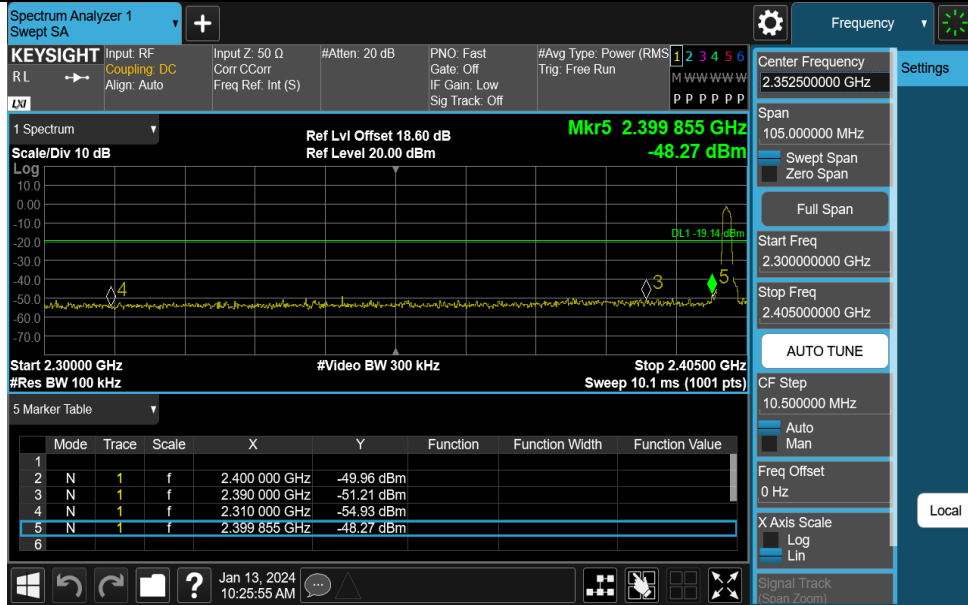 Spectrum Analyzer 1
Swept SA
Frequency
KEYSIGHT
R L
LXI
Input: RF
Coupling: DC
Align: Auto
Input Z: 50 Ω
Corr CCorr
Freq Ref: Int (S)
#Atten: 20 dB
PNO: Fast
Gate: Off
IF Gain: Low
Sig Track: Off
#Avg Type: Power (RMS
Trig: Free Run
1 2 3 4 5 6
M W W W W W
P P P P P P
1 Spectrum
Scale/Div 10 dB
Ref Lvl Offset 18.60 dB
Ref Level 20.00 dBm
Mkr5 2.399 855 GHz
-48.27 dBm
Log
10.0
0.00
-10.0
-20.0
-30.0
-40.0
-50.0
-60.0
-70.0
DL1 -19.14 dBm
4
3
5
Start 2.30000 GHz
#Video BW 300 kHz
Stop 2.40500 GHz
#Res BW 100 kHz
Sweep 10.1 ms (1001 pts)
5 Marker Table
Mode Trace Scale X Y Function Function Width Function Value
1
2 N 1 f 2.400 000 GHz -49.96 dBm
3 N 1 f 2.390 000 GHz -51.21 dBm
4 N 1 f 2.310 000 GHz -54.93 dBm
5 N 1 f 2.399 855 GHz -48.27 dBm
6
?
Jan 13, 2024
10:25:55 AM
Center Frequency
2.352500000 GHz
Span
105.000000 MHz
Swept Span
Zero Span
Full Span
Start Freq
2.300000000 GHz
Stop Freq
2.405000000 GHz
AUTO TUNE
CF Step
10.500000 MHz
Auto
Man
Freq Offset
0 Hz
X Axis Scale
Log
Lin
Signal Track
(Span Zoom)
Settings
Local